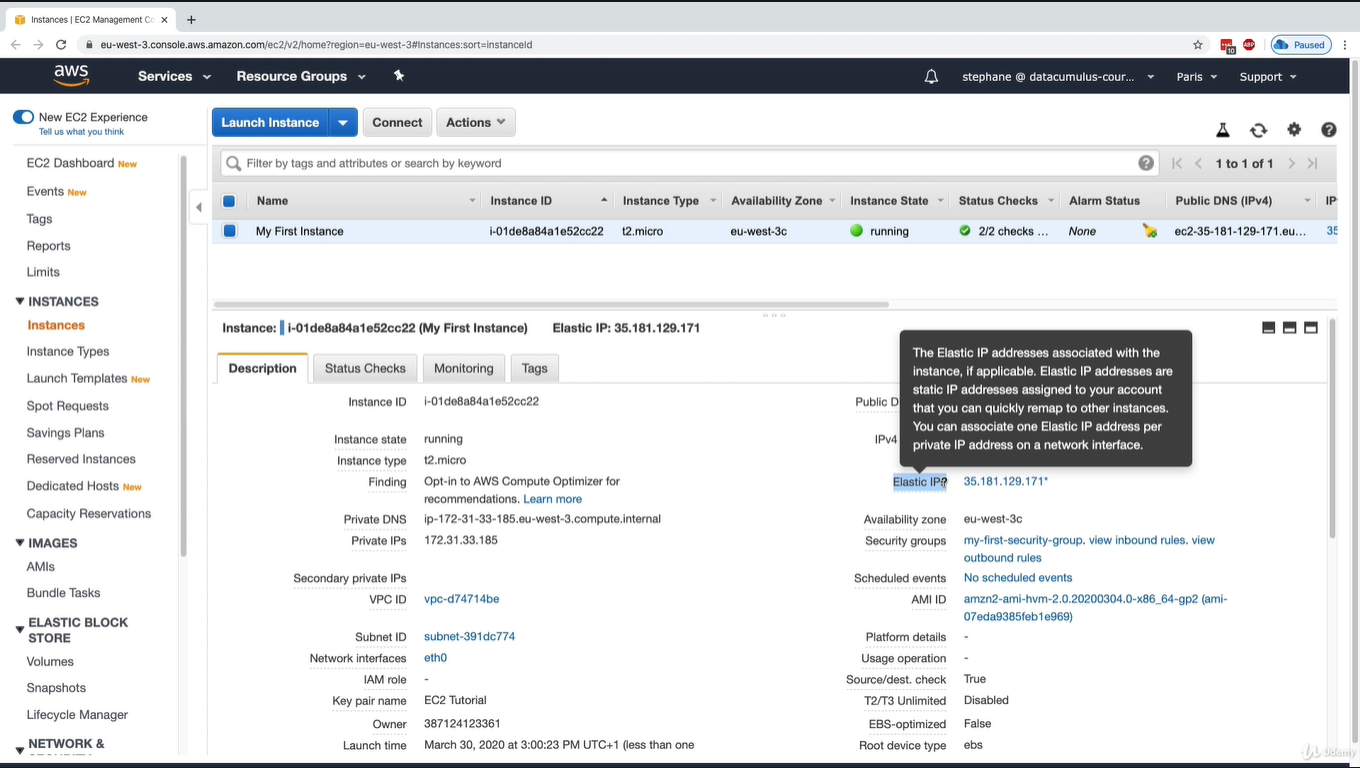 Instances | EC2 Management Co
eu-west-3.console.aws.amazon.com/ec2/v2/home?region=eu-west-3#Instances:sort=instanceId
10
ABP
Paused
aws
Services
Resource Groups
stephane @ datacumulus-cour...
Paris
Support
New EC2 Experience
Tell us what you think
EC2 Dashboard New
Events New
Tags
Reports
Limits
INSTANCES
Instances
Instance Types
Launch Templates New
Spot Requests
Savings Plans
Reserved Instances
Dedicated Hosts New
Capacity Reservations
IMAGES
AMIs
Bundle Tasks
ELASTIC BLOCK
STORE
Volumes
Snapshots
Lifecycle Manager
NETWORK &
Launch Instance
Connect
Actions
Filter by tags and attributes or search by keyword
1 to 1 of 1
Name Instance ID Instance Type Availability Zone Instance State Status Checks Alarm Status Public DNS (IPv4) IP
My First Instance i-01de8a84a1e52cc22 t2.micro eu-west-3c running 2/2 checks ... None ec2-35-181-129-171.eu... 35
Instance: i-01de8a84a1e52cc22 (My First Instance) Elastic IP: 35.181.129.171
Description Status Checks Monitoring Tags
Instance ID i-01de8a84a1e52cc22
Instance state running
Instance type t2.micro
Finding Opt-in to AWS Compute Optimizer for
recommendations. Learn more
Private DNS ip-172-31-33-185.eu-west-3.compute.internal
Private IPs 172.31.33.185
Secondary private IPs
VPC ID vpc-d74714be
Subnet ID subnet-391dc774
Network interfaces eth0
IAM role -
Key pair name EC2 Tutorial
Owner 387124123361
Launch time March 30, 2020 at 3:00:23 PM UTC+1 (less than one
The Elastic IP addresses associated with the
instance, if applicable. Elastic IP addresses are
static IP addresses assigned to your account
that you can quickly remap to other instances.
You can associate one Elastic IP address per
private IP address on a network interface.
Public D
IPv4
Elastic IPs 35.181.129.171*
Availability zone eu-west-3c
Security groups my-first-security-group. view inbound rules. view
outbound rules
Scheduled events No scheduled events
AMI ID amzn2-ami-hvm-2.0.20200304.0-x86_64-gp2 (ami-
07eda9385feb1e969)
Platform details -
Usage operation -
Source/dest. check True
T2/T3 Unlimited Disabled
EBS-optimized False
Root device type ebs
Udemy